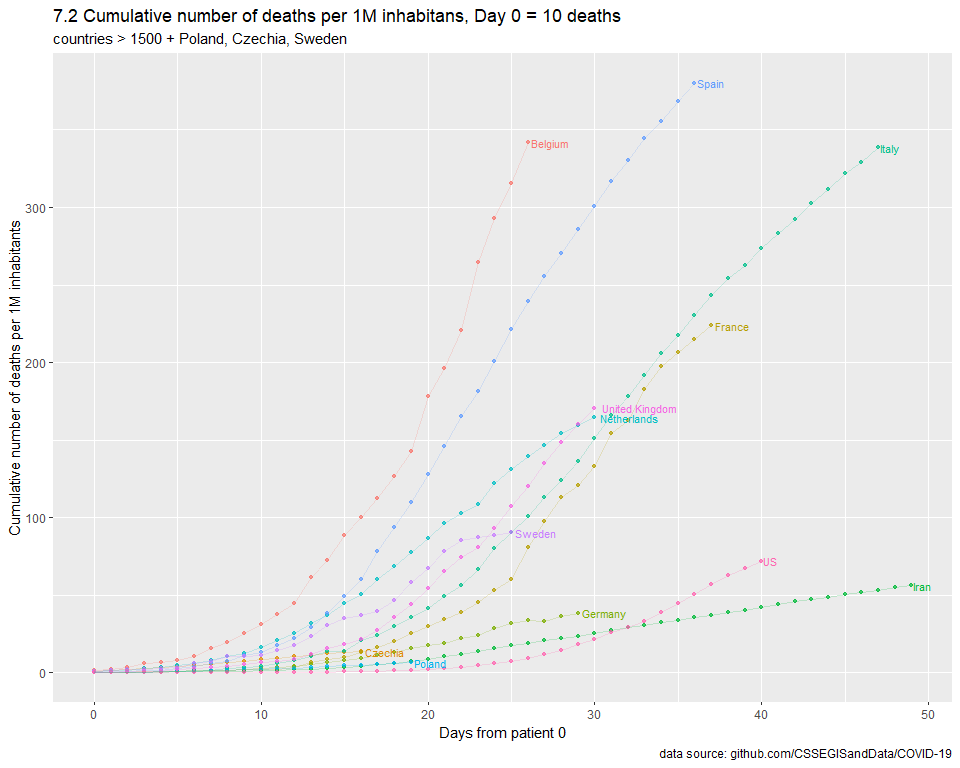 7.2 Cumulative number of deaths per 1M inhabitans, Day 0 = 10 deaths
countries > 1500 + Poland, Czechia, Sweden
Cumulative number of deaths per 1M inhabitants
300
200
100
0
Spain
Belgium
Italy
France
United Kingdom
Netherlands
Sweden
US
Iran
Germany
Czechia
Poland
0 10 20 30 40 50
Days from patient 0
data source: github.com/CSSEGISandData/COVID-19